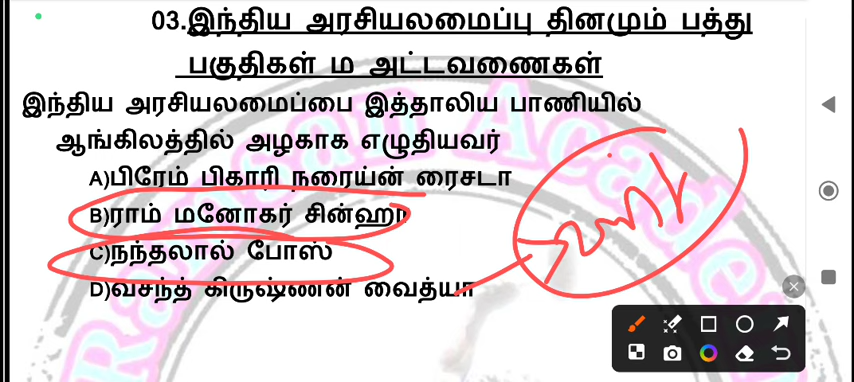 03.இந்திய அரசியலமைப்பு தினமும் பத்து
பகுதிகள் ம அட்டவணைகள்
இந்திய அரசியலமைப்பை இத்தாலிய பாணியில்
ஆங்கிலத்தில் அழகாக எழுதியவர்
A)பிரேம் பிகாரி நரைய்ன் ரைசடா
B)ராம் மனோகர் சின்ஹா
C)நந்தலால் போஸ்
D)வசந்த் கிருஷ்ணன் வைத்யா